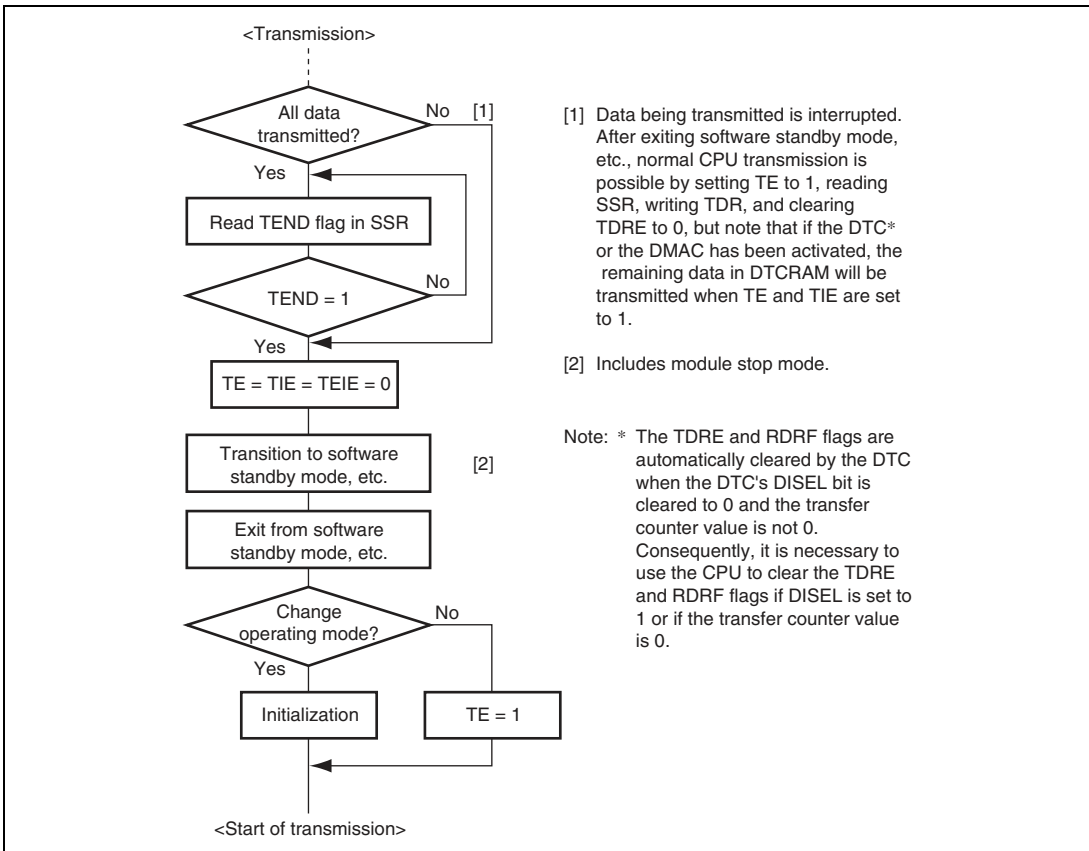 <Transmission>
All data
transmitted?
No [1]
Yes
Read TEND flag in SSR
TEND = 1
No
Yes
TE = TIE = TEIE = 0
Transition to software
standby mode, etc.
[2]
Exit from software
standby mode, etc.
Change
operating mode?
No
Yes
Initialization
TE = 1
<Start of transmission>
[1] Data being transmitted is interrupted.
After exiting software standby mode,
etc., normal CPU transmission is
possible by setting TE to 1, reading
SSR, writing TDR, and clearing
TDRE to 0, but note that if the DTC*
or the DMAC has been activated, the
remaining data in DTCRAM will be
transmitted when TE and TIE are set
to 1.
[2] Includes module stop mode.
Note: * The TDRE and RDRF flags are
automatically cleared by the DTC
when the DTC's DISEL bit is
cleared to 0 and the transfer
counter value is not 0.
Consequently, it is necessary to
use the CPU to clear the TDRE
and RDRF flags if DISEL is set to
1 or if the transfer counter value
is 0.